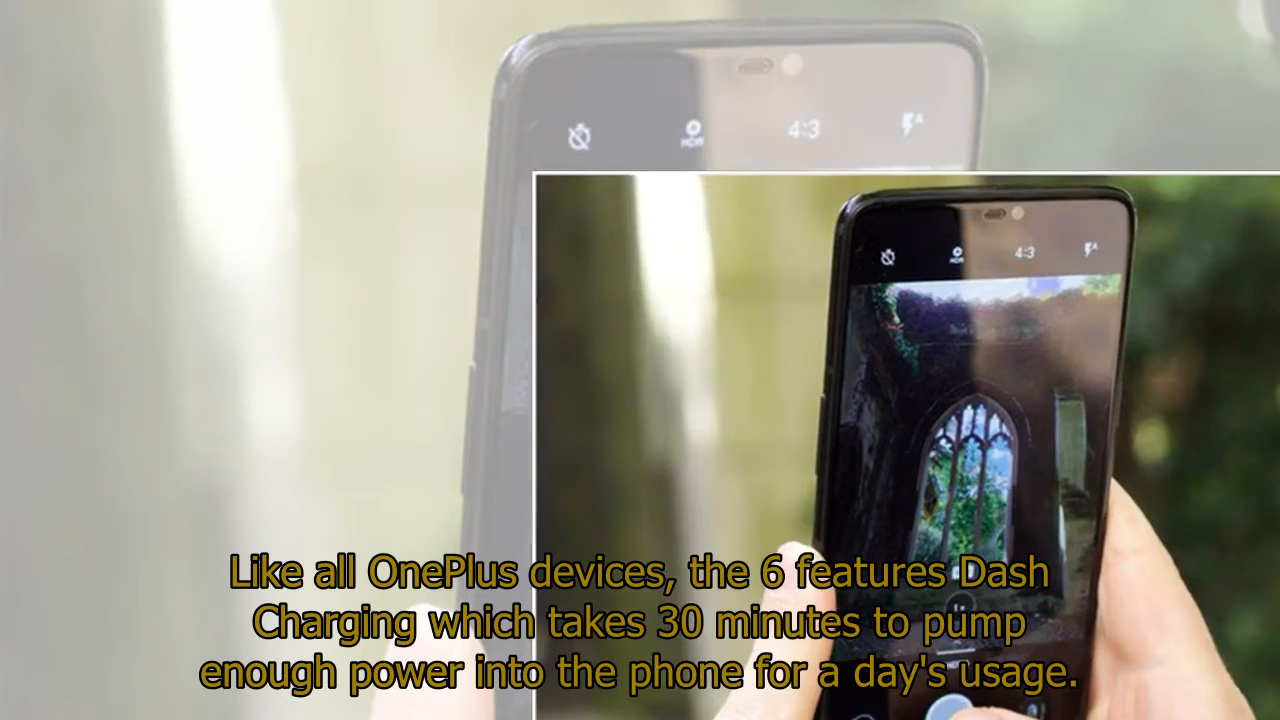 HDR 4:3 A
HDR 4:3 A
Like all OnePlus devices, the 6 features Dash
Charging which takes 30 minutes to pump
enough power into the phone for a day's usage.